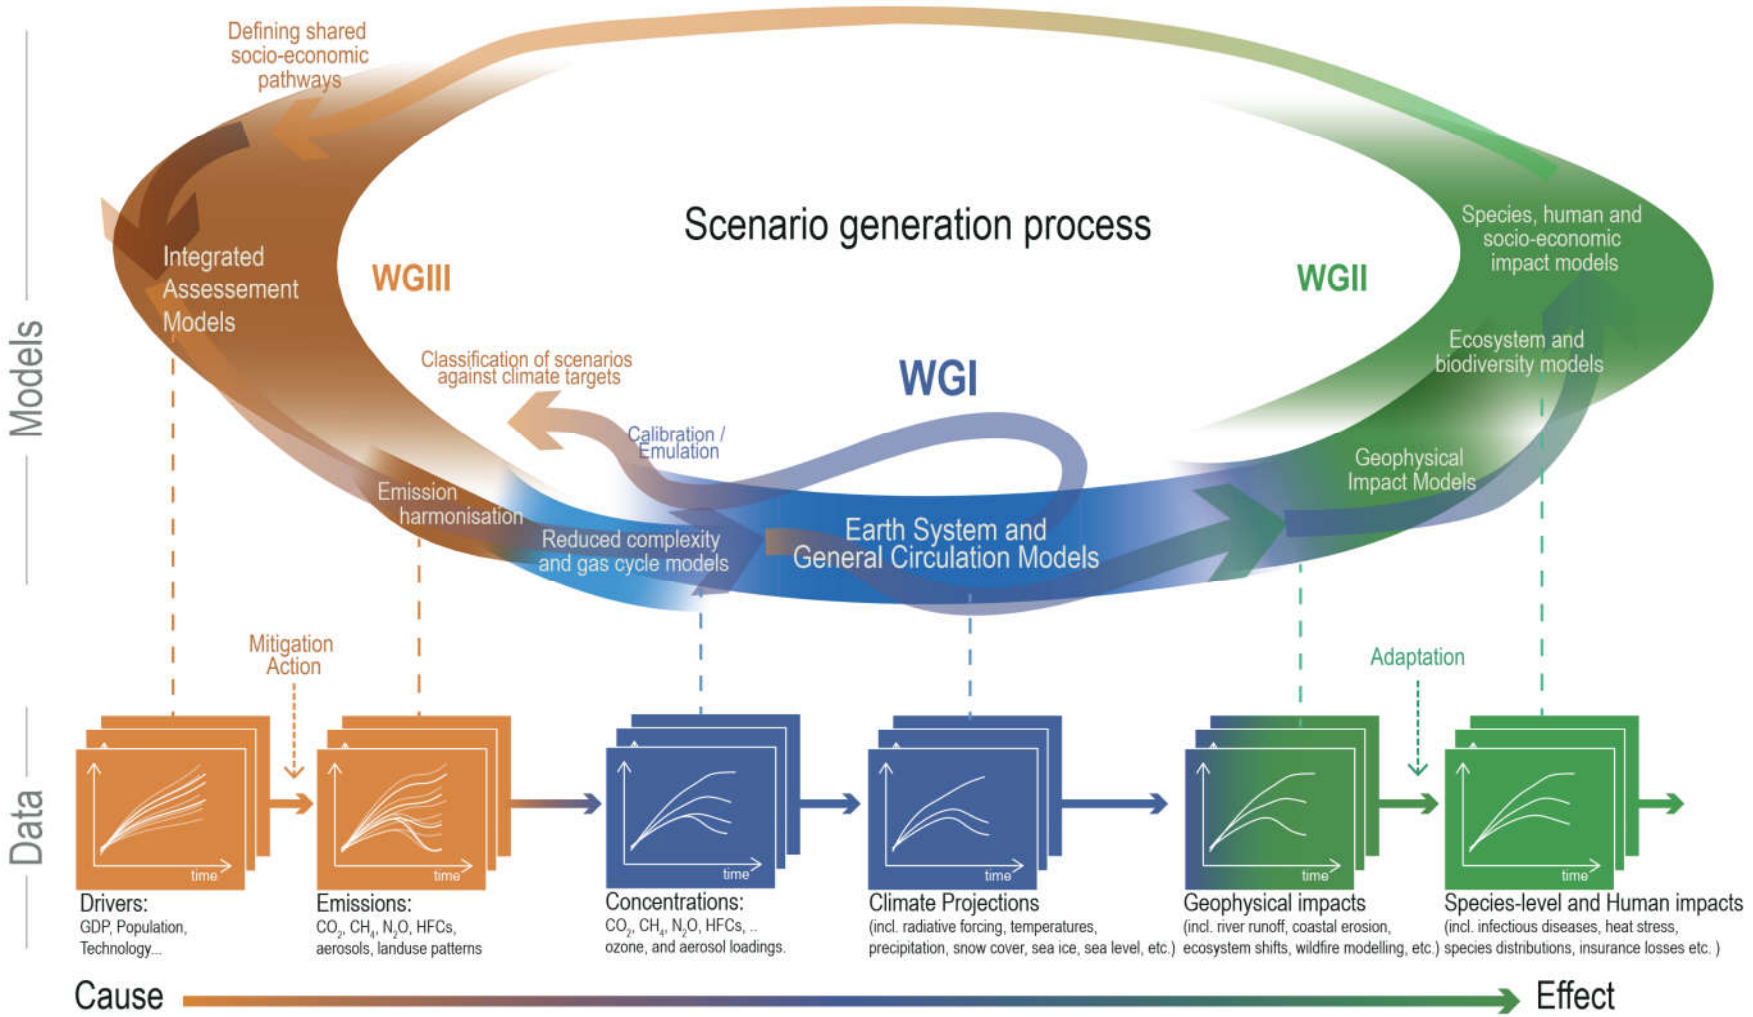 Defining shared
socio-economic
pathways
Scenario generation process
Species, human and
socio-economic
impact models
Integrated
Assessement
Models
WGIII
WGII
Models
Classification of scenarios
against climate targets
WGI
Ecosystem and
biodiversity models
Calibration /
Emulation
Geophysical
Impact Models
Emission
harmonisation
Reduced complexity
and gas cycle models
Earth System and
General Circulation Models
Mitigation
Action
Adaptation
Data
time
time
time
time
time
time
Drivers:
GDP, Population,
Technology...
Emissions:
CO₂, CH₄, N₂O, HFCs,
aerosols, landuse patterns
Concentrations:
CO₂, CH₄, N₂O, HFCs, ..
ozone, and aerosol loadings.
Climate Projections
(incl. radiative forcing, temperatures,
precipitation, snow cover, sea ice, sea level, etc.)
Geophysical impacts
(incl. river runoff, coastal erosion,
ecosystem shifts, wildfire modelling, etc.)
Species-level and Human impacts
(incl. infectious diseases, heat stress,
species distributions, insurance losses etc. )
Cause
Effect